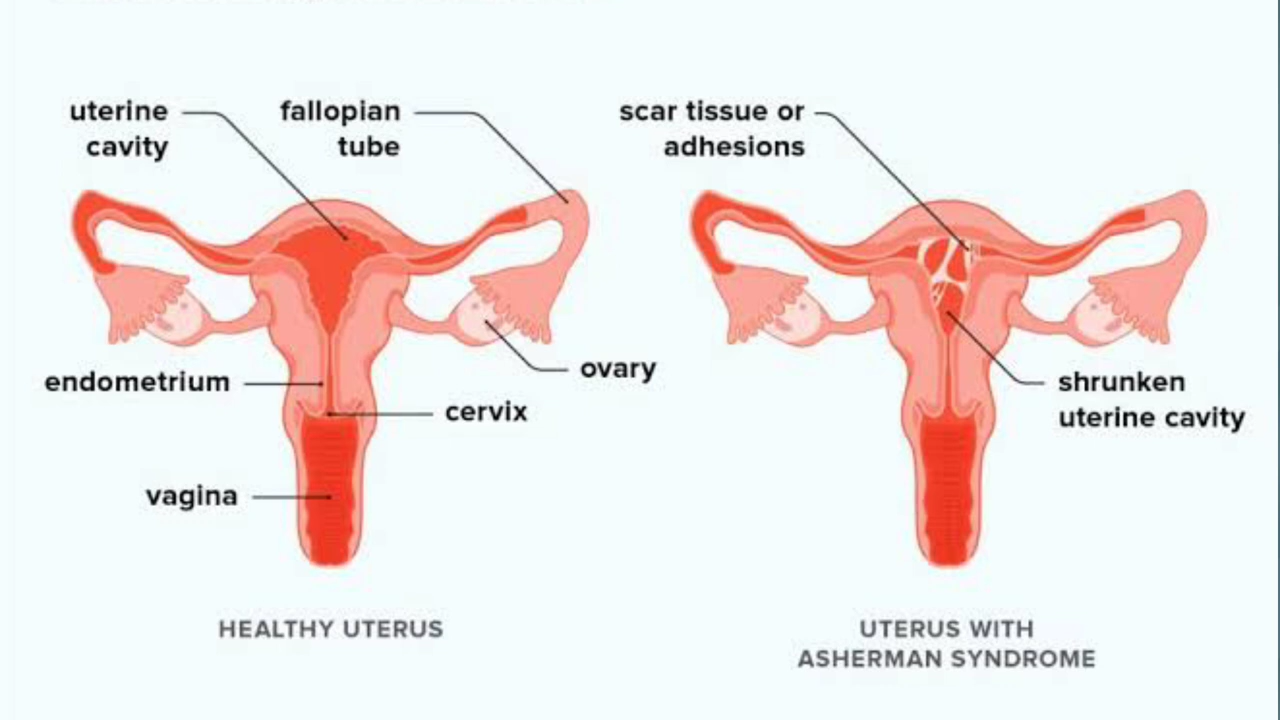 uterine
cavity
fallopian
tube
scar tissue or
adhesions
endometrium
ovary
cervix
shrunken
uterine cavity
vagina
HEALTHY UTERUS
UTERUS WITH
ASHERMAN SYNDROME